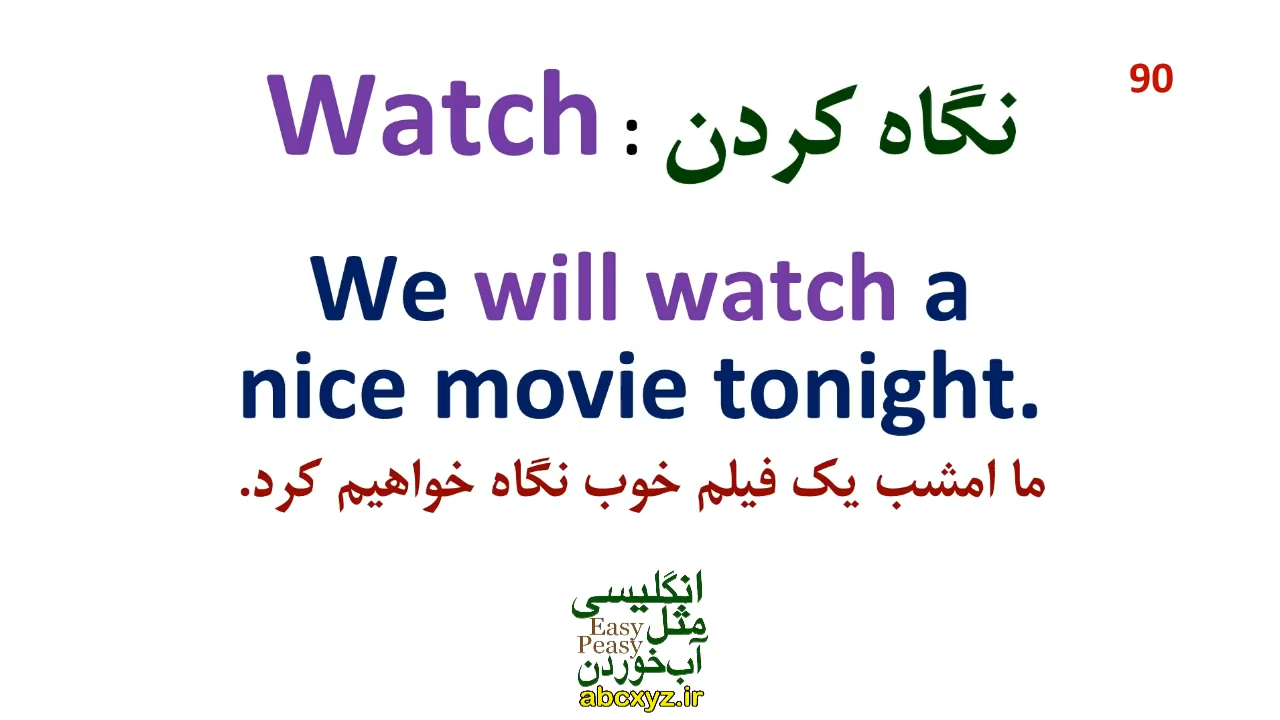 90
Watch : نگاه کردن
We will watch a
nice movie tonight.
ما امشب یک فیلم خوب نگاه خواهیم کرد.
انگلیسی
مثل Easy
Peasy
آب‌خوردن
abcxyz.ir